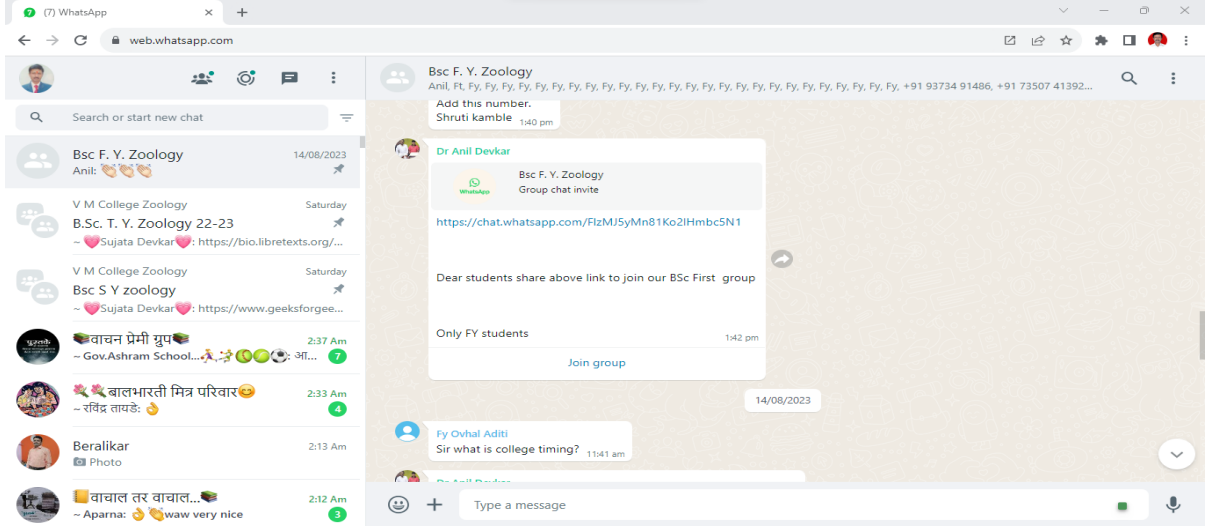 (7) WhatsApp
web.whatsapp.com
Search or start new chat
Bsc F. Y. Zoology 14/08/2023
Anil: 👏👏👏
V M College Zoology Saturday
B.Sc. T. Y. Zoology 22-23
~ 💗Sujata Devkar💗: https://bio.libretexts.org/...
V M College Zoology Saturday
Bsc S Y zoology
~ 💗Sujata Devkar💗: https://www.geeksforgee...
📚वाचन प्रेमी ग्रुप📚 2:37 Am
~ Gov.Ashram School... : आ... 7
💐💐बालभारती मित्र परिवार😊 2:33 Am
~ रविंद्र तायडे: 👌 4
Beralikar 2:13 Am
Photo
📒वाचाल तर वाचाल...📚 2:12 Am
~ Aparna: 👌👏waw very nice 3
Bsc F. Y. Zoology
Anil, Ft, Fy, Fy, Fy, Fy, Fy, Fy, Fy, Fy, Fy, Fy, Fy, Fy, Fy, Fy, Fy, Fy, Fy, Fy, Fy, Fy, Fy, Fy, Fy, Fy, Fy, Fy, +91 93734 91486, +91 73507 41392...
Add this number.
Shruti kamble 1:40 pm
Dr Anil Devkar
Bsc F. Y. Zoology
Group chat invite
WhatsApp
https://chat.whatsapp.com/FIzMJ5yMn81Ko2lHmbc5N1
Dear students share above link to join our BSc First group
Only FY students 1:42 pm
Join group
14/08/2023
Fy Ovhal Aditi
Sir what is college timing? 11:41 am
Dr Anil Devkar
Type a message